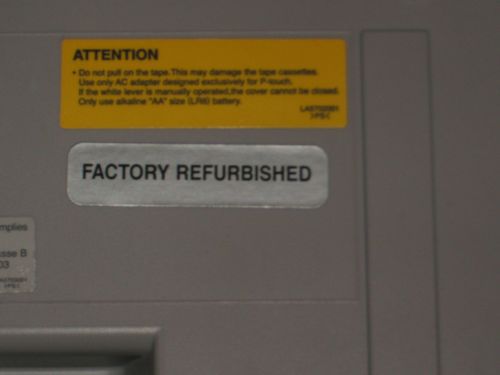 ATTENTION
• Do not pull on the tape. This may damage the tape cassettes.
Use only AC adapter designed exclusively for P-touch.
If the white lever is manually operated, the cover cannot be closed.
Only use alkaline "AA" size (LR6) battery.
>PS<
FACTORY REFURBISHED
mplies
sse B
03
>PS<